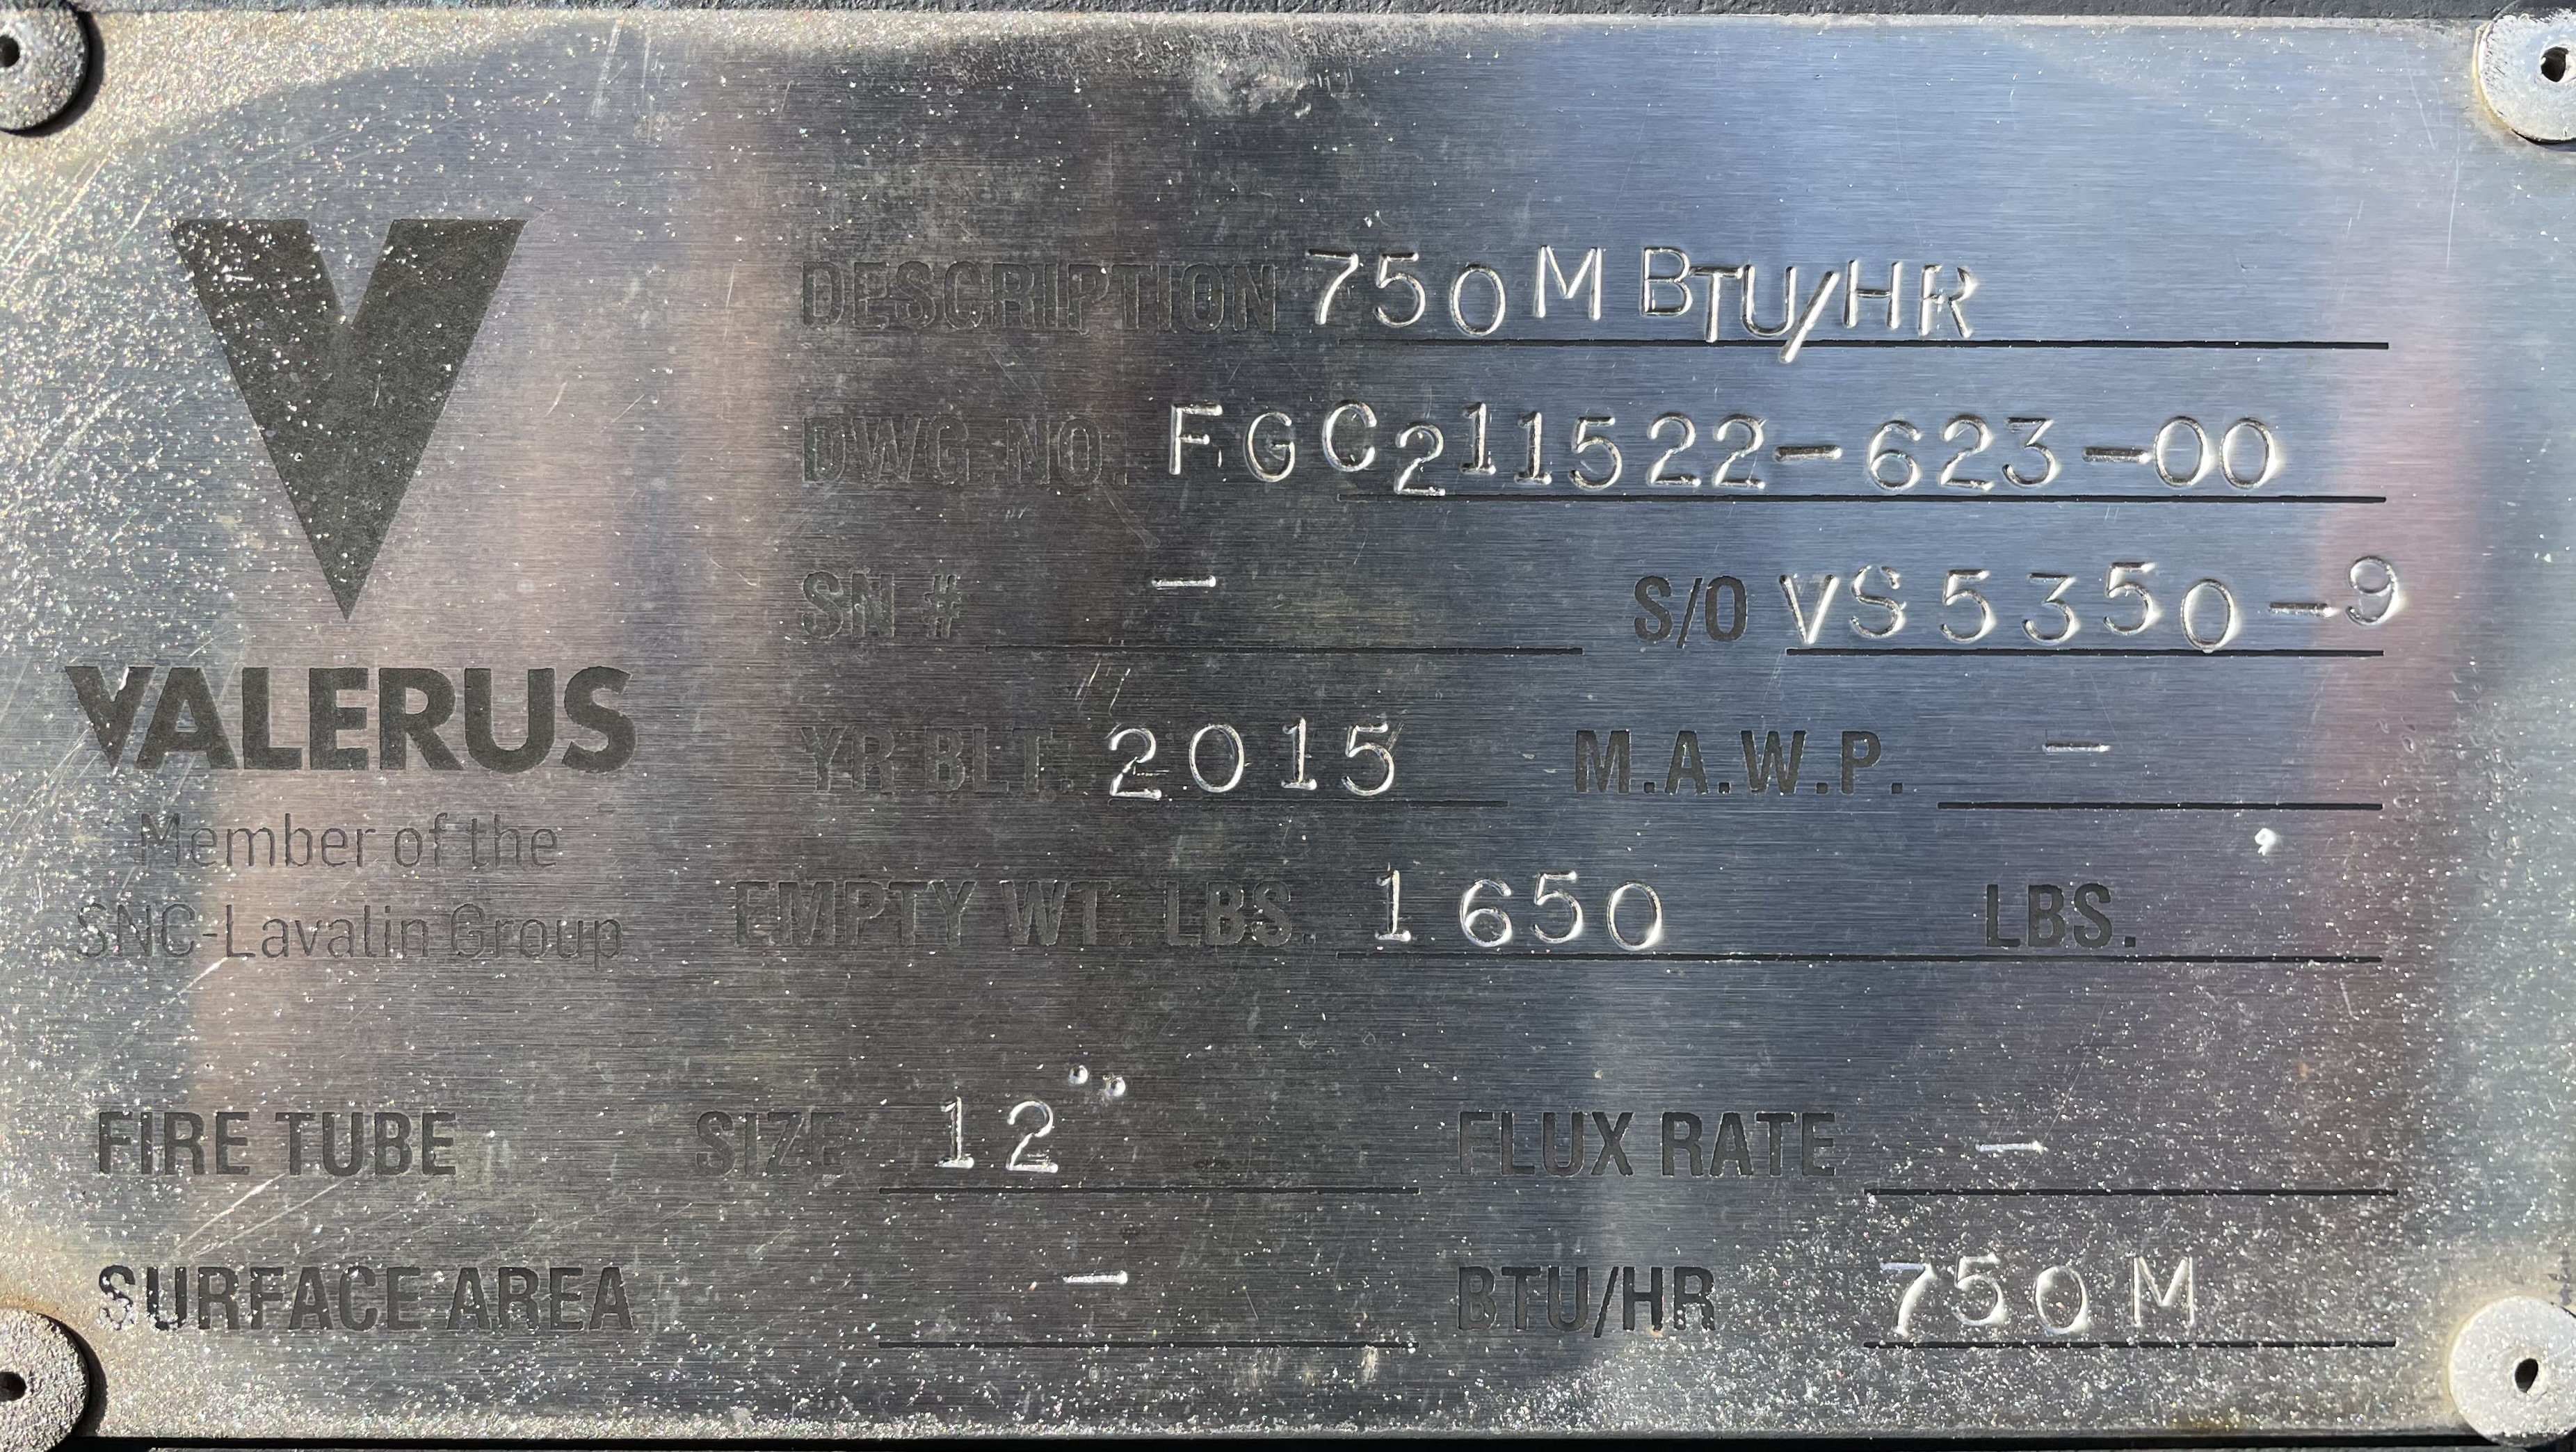 DESCRIPTION 750 M BTU/HR
DWG NO. FGC211522-623-00
SN # - S/O VS5350-9
VALERUS
YR BLT. 2015 M.A.W.P. -
Member of the
SNC-Lavalin Group
EMPTY WT. LBS. 1650 LBS.
FIRE TUBE SIZE 12" FLUX RATE -
SURFACE AREA - BTU/HR 750 M